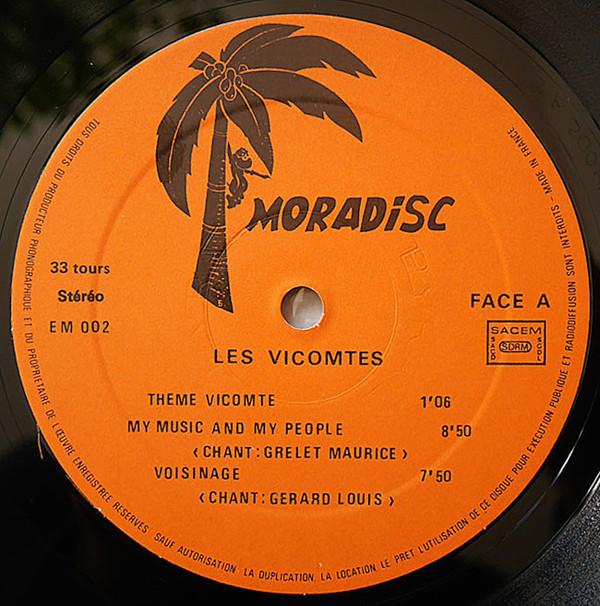 MORADiSC
33 tours
Stéréo
EM 002
FACE A
SACEM
SACD
SDRM
SGDL
LES VICOMTES
THEME VICOMTE 1'06
MY MUSIC AND MY PEOPLE 8'50
‹ CHANT: GRELET MAURICE ›
VOISINAGE 7'50
‹ CHANT: GERARD LOUIS ›
TOUS DROITS DU PRODUCTEUR PHONOGRAPHIQUE ET DU PROPRIETAIRE DE L'ŒUVRE ENREGISTREE RESERVES SAUF AUTORISATION LA DUPLICATION, LA LOCATION, LE PRET, L'UTILISATION DE CE DISQUE POUR EXECUTION PUBLIQUE ET RADIODIFFUSION SONT INTERDITS - MADE IN FRANCE